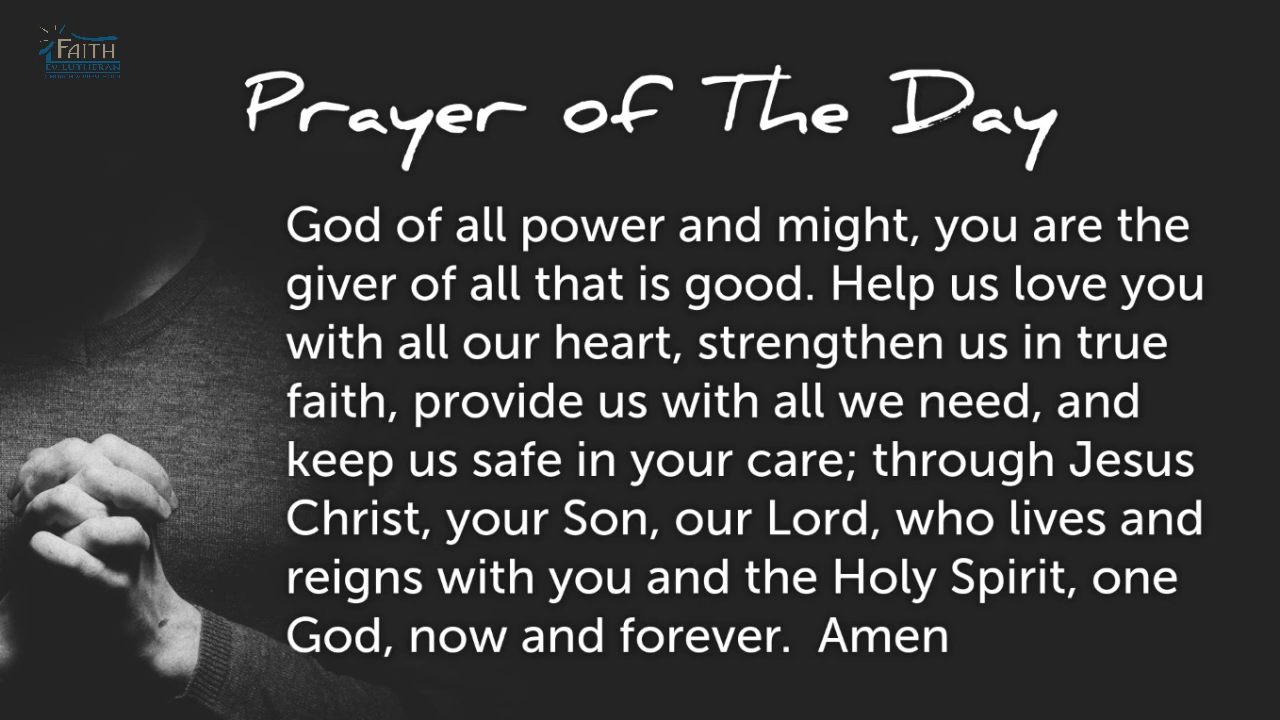 FAITH
EV. LUTHERAN
Prayer of The Day
God of all power and might, you are the
giver of all that is good. Help us love you
with all our heart, strengthen us in true
faith, provide us with all we need, and
keep us safe in your care; through Jesus
Christ, your Son, our Lord, who lives and
reigns with you and the Holy Spirit, one
God, now and forever.  Amen